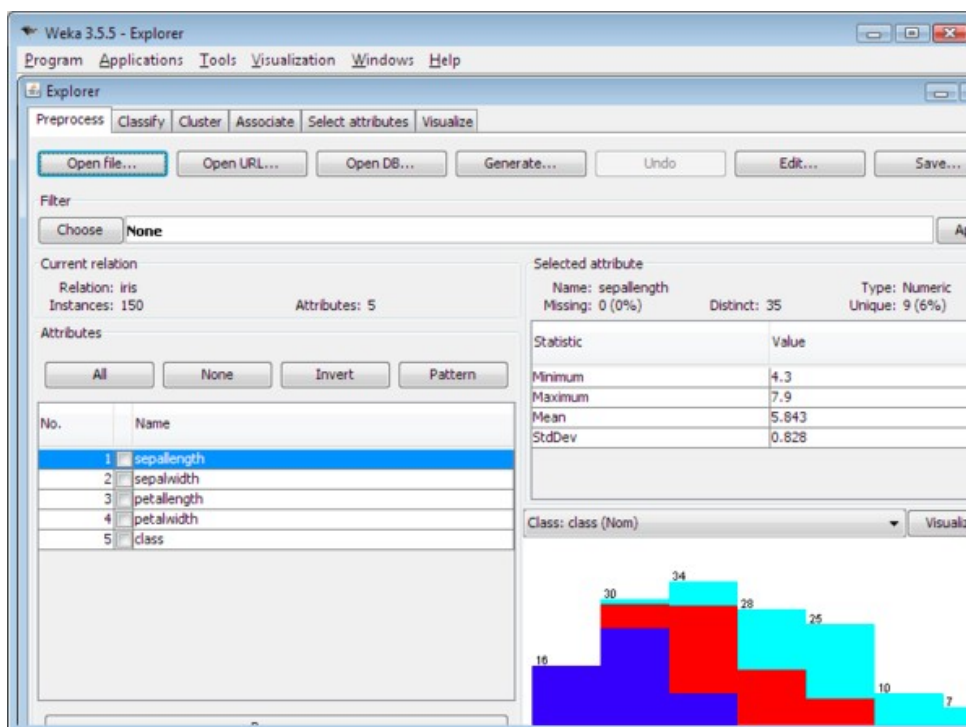 Weka 3.5.5 - Explorer
Program Applications Tools Visualization Windows Help
Explorer
Preprocess Classify Cluster Associate Select attributes Visualize
Open file... Open URL... Open DB... Generate... Undo Edit... Save...
Filter
Choose None
Current relation
Relation: iris
Instances: 150 Attributes: 5
Selected attribute
Name: sepallength Type: Numeric
Missing: 0 (0%) Distinct: 35 Unique: 9 (6%)
Attributes
All None Invert Pattern
No. Name
1 sepallength
2 sepalwidth
3 petallength
4 petalwidth
5 class
Statistic Value
Minimum 4.3
Maximum 7.9
Mean 5.843
StdDev 0.828
Class: class (Nom)
16 30 34 28 25 10 7